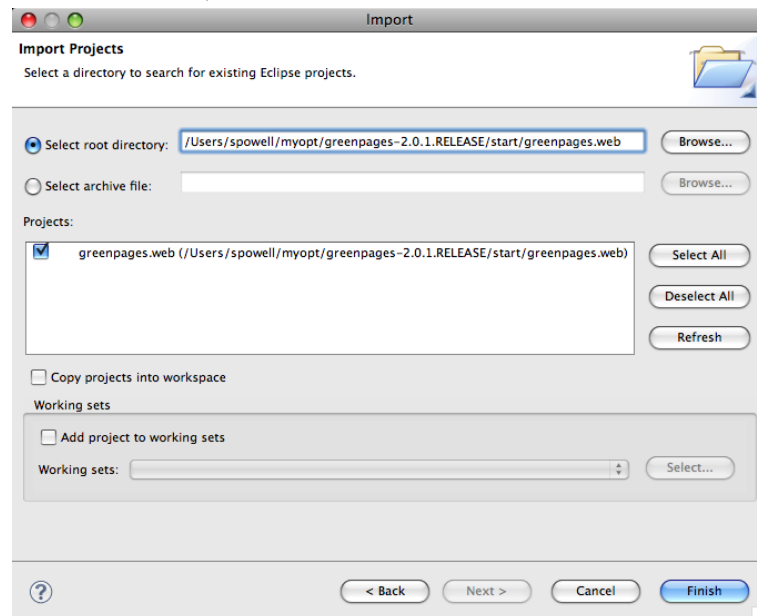 Import
Import Projects
Select a directory to search for existing Eclipse projects.
Select root directory: /Users/spowell/myopt/greenpages-2.0.1.RELEASE/start/greenpages.web Browse...
Select archive file: Browse...
Projects:
greenpages.web (/Users/spowell/myopt/greenpages-2.0.1.RELEASE/start/greenpages.web) Select All
Deselect All
Refresh
Copy projects into workspace
Working sets
Add project to working sets
Working sets: Select...
? < Back Next > Cancel Finish